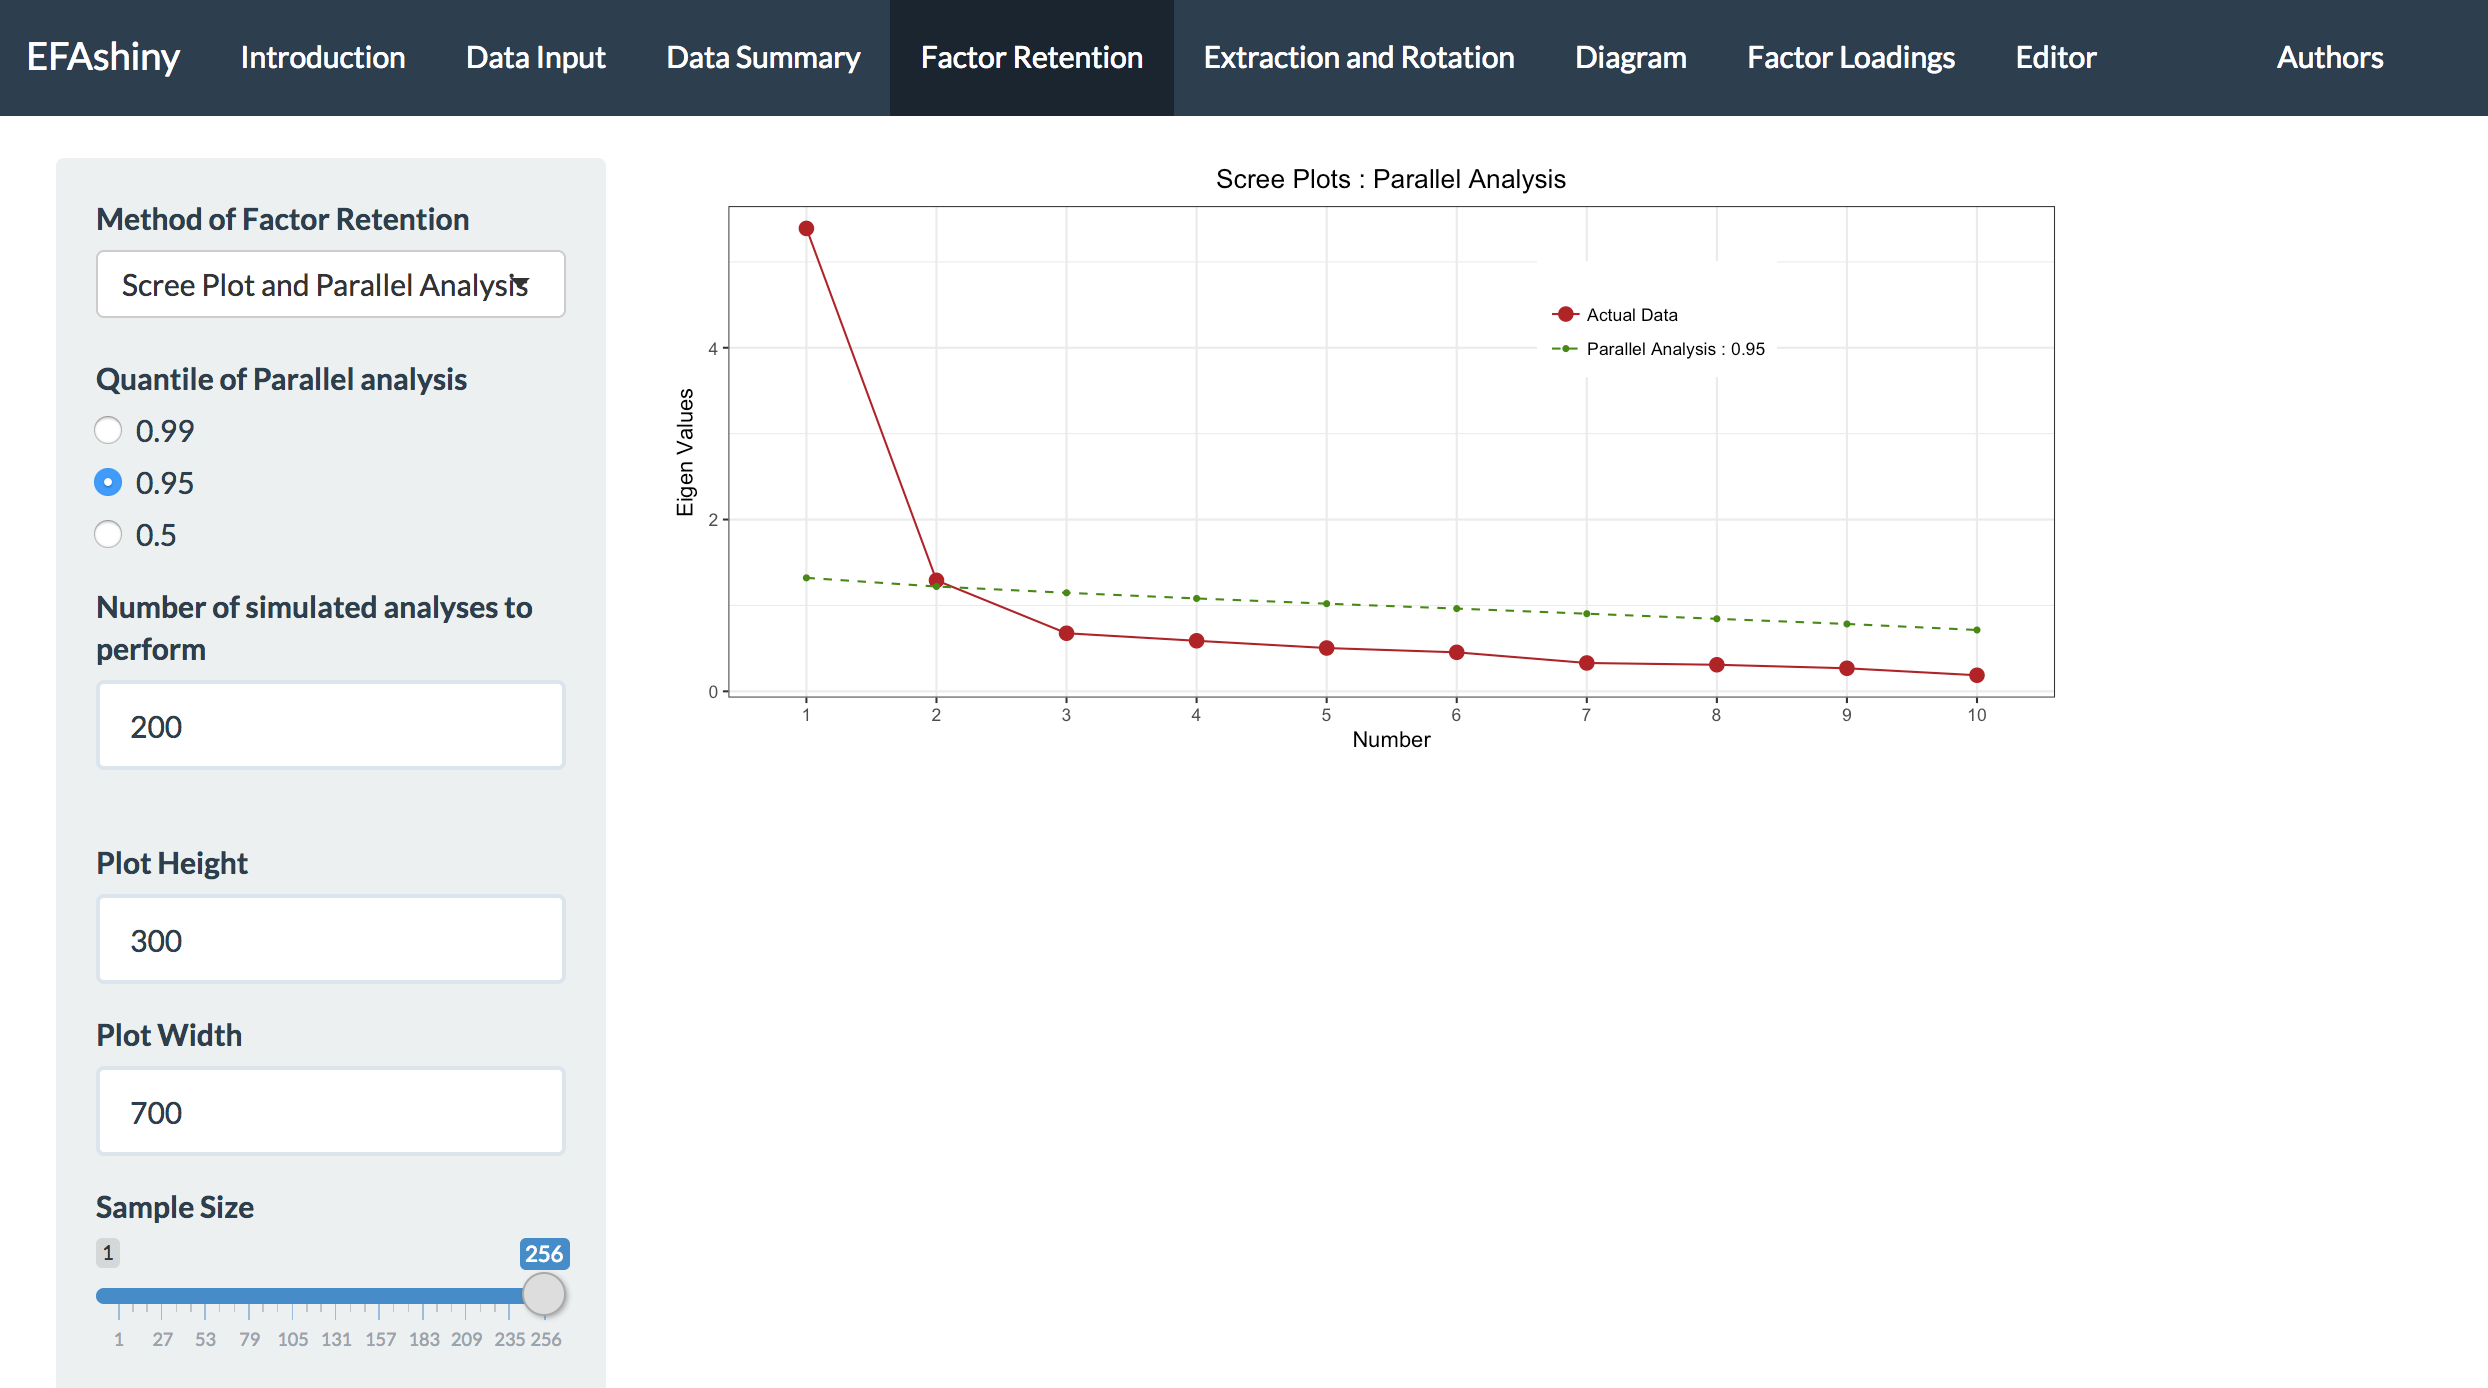 EFAshiny Introduction Data Input Data Summary Factor Retention Extraction and Rotation Diagram Factor Loadings Editor Authors
Method of Factor Retention
Scree Plot and Parallel Analysis
Quantile of Parallel analysis
0.99
0.95
0.5
Number of simulated analyses to
perform
200
Plot Height
300
Plot Width
700
Sample Size
1 256
1 27 53 79 105 131 157 183 209 235 256
Scree Plots : Parallel Analysis
Actual Data
Parallel Analysis : 0.95
Eigen Values
4
2
0
1 2 3 4 5 6 7 8 9 10
Number